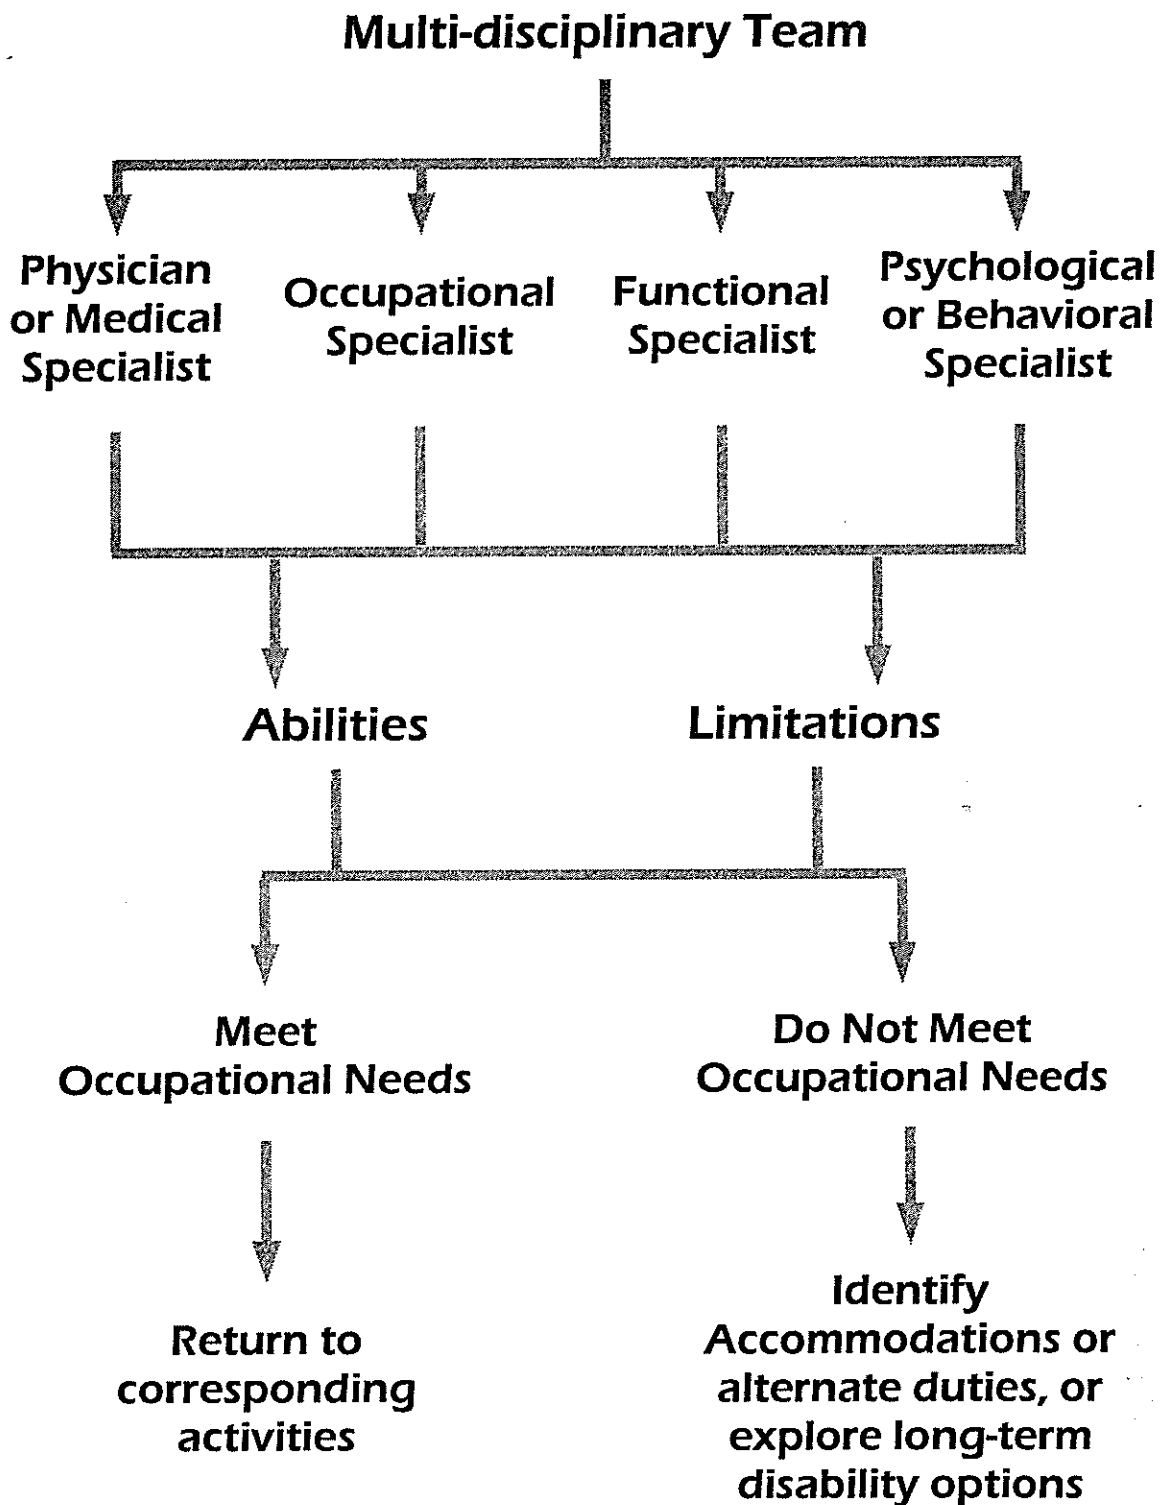 Multi-disciplinary Team
Physician
or Medical
Specialist
Occupational
Specialist
Functional
Specialist
Psychological
or Behavioral
Specialist
Abilities
Limitations
Meet
Occupational Needs
Do Not Meet
Occupational Needs
Return to
corresponding
activities
Identify
Accommodations or
alternate duties, or
explore long-term
disability options